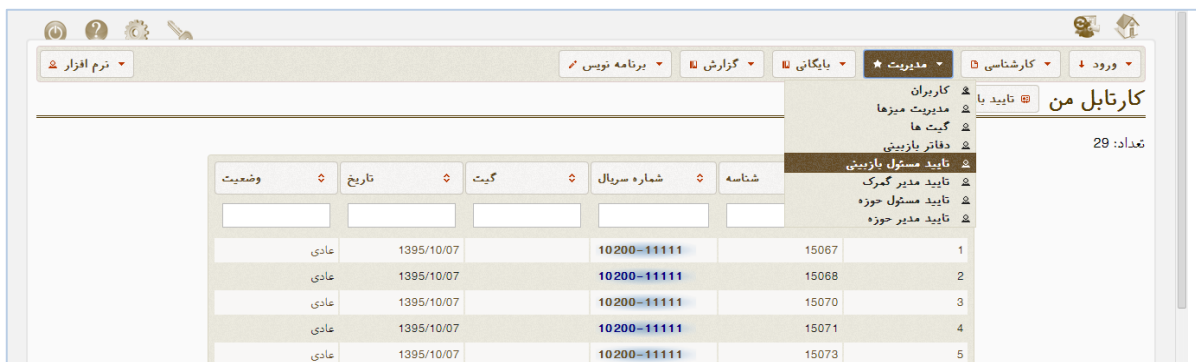 ورود
کارشناسی
مدیریت
بایگانی
گزارش
برنامه نویس
نرم افزار
کاربران
مدیریت میزها
گیت ها
دفاتر بازبینی
تایید مسئول بازبینی
تایید مدیر گمرک
تایید مسئول حوزه
تایید مدیر حوزه
کارتابل من
تایید با
تعداد: 29
شناسه شماره سریال گیت تاریخ وضعیت
1 15067 10200-11111 1395/10/07 عادی
2 15068 10200-11111 1395/10/07 عادی
3 15070 10200-11111 1395/10/07 عادی
4 15071 10200-11111 1395/10/07 عادی
5 15073 10200-11111 1395/10/07 عادی